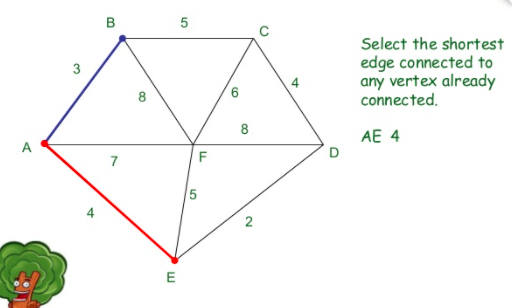 B
5
C
Select the shortest
edge connected to
any vertex already
connected.
3
8
6
4
AE 4
8
A
7
F
D
4
5
2
E